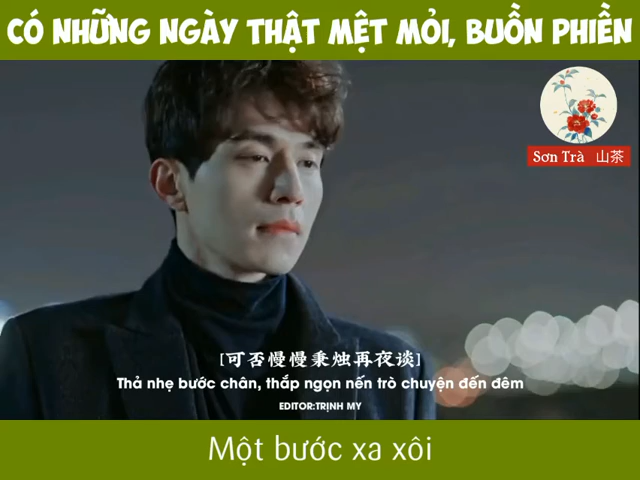 CÓ NHỮNG NGÀY THẬT MỆT MỎI, BUỒN PHIỀN
Sơn Trà 山茶
[可否慢慢秉烛再夜谈]
Thả nhẹ bước chân, thắp ngọn nến trò chuyện đến đêm
EDITOR:TRỊNH MY
Một bước xa xôi